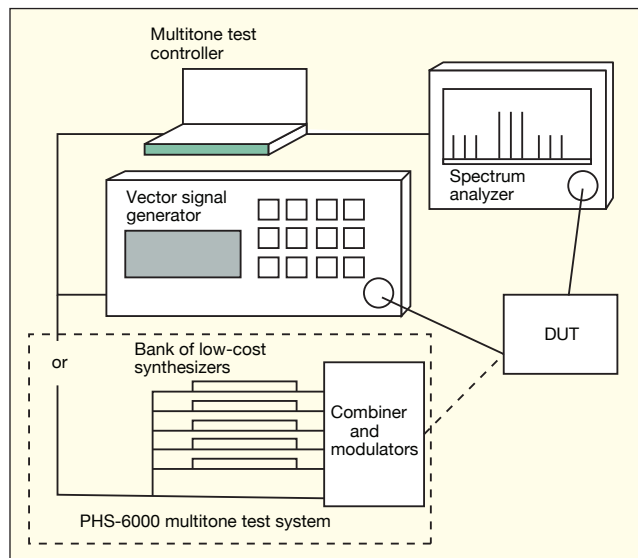 Multitone test
controller
Spectrum
analyzer
Vector signal
generator
DUT
or
Bank of low-cost
synthesizers
Combiner
and
modulators
PHS-6000 multitone test system